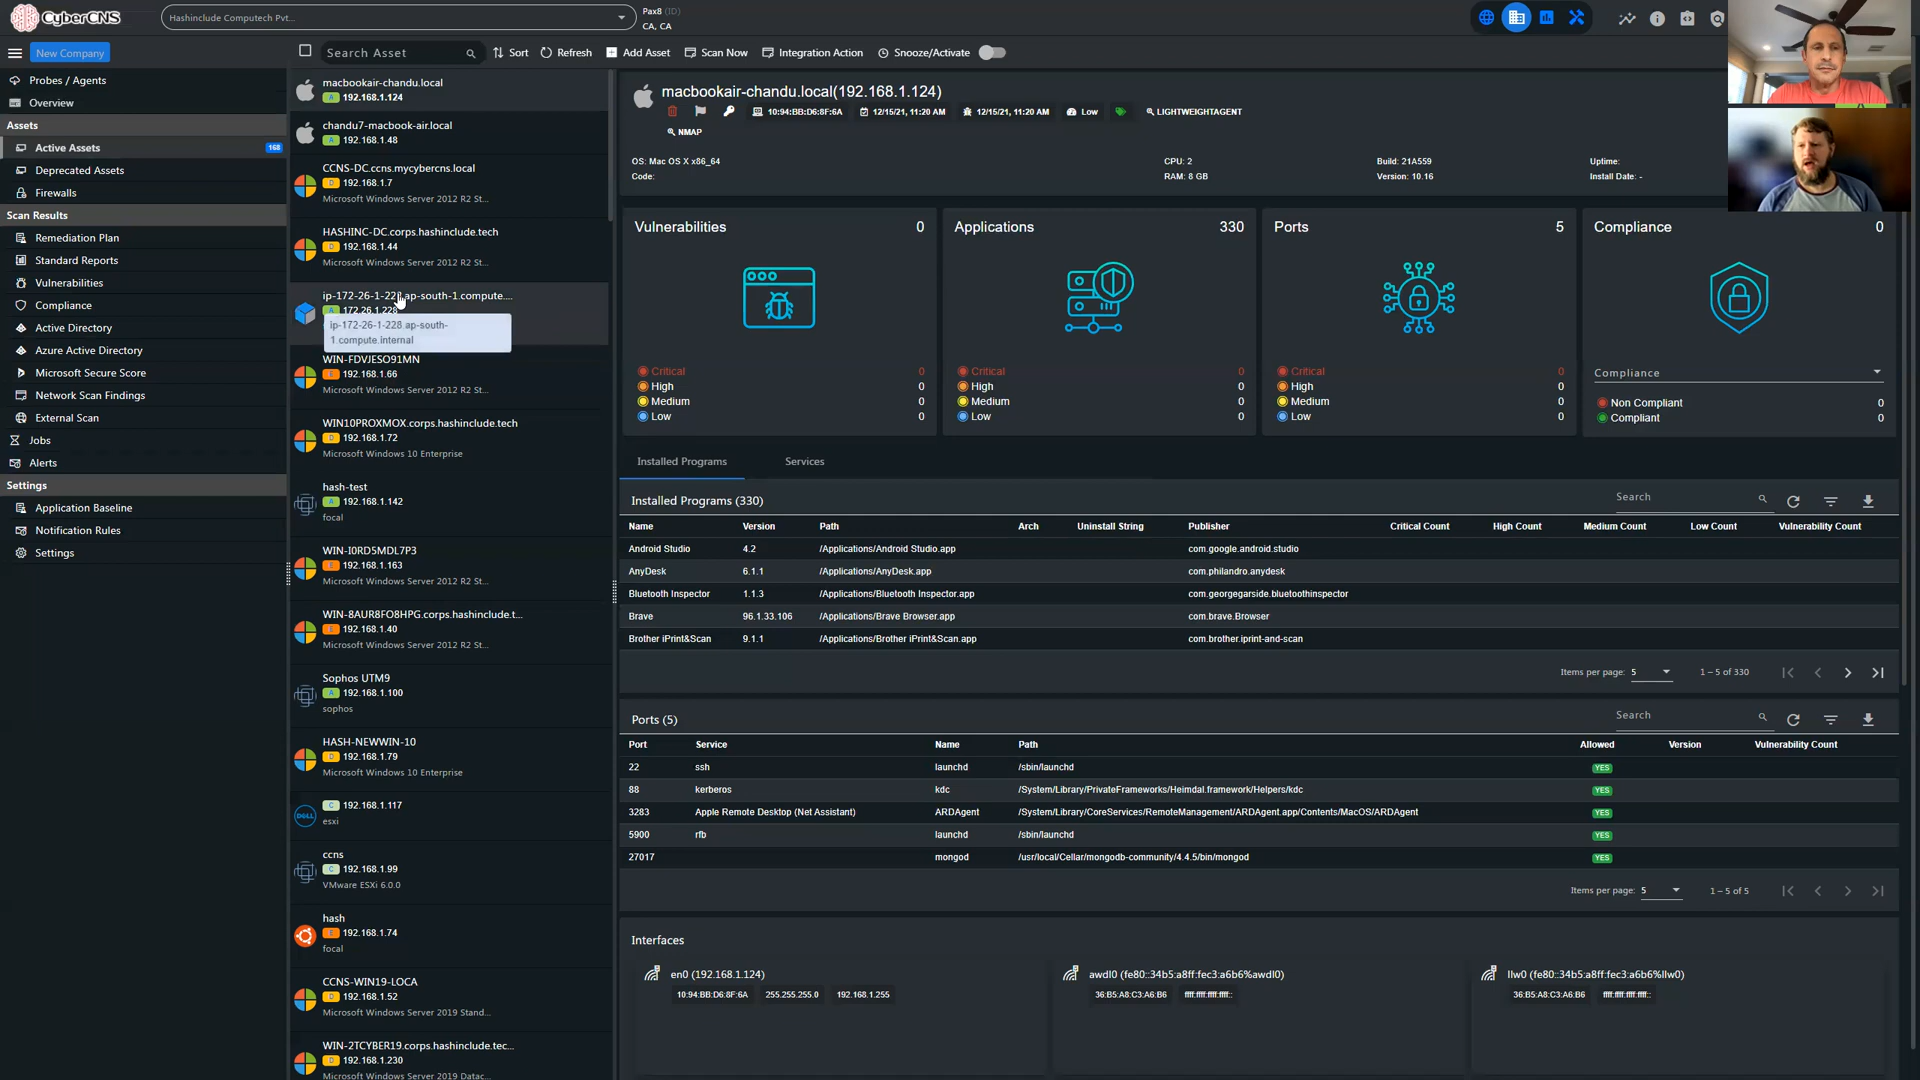 CyberCNS
Hashinclude Computech Pvt...
Pax8 (ID)
CA, CA
New Company
Search Asset
Sort
Refresh
Add Asset
Scan Now
Integration Action
Snooze/Activate
Probes / Agents
Overview
Assets
Active Assets 168
Deprecated Assets
Firewalls
Scan Results
Remediation Plan
Standard Reports
Vulnerabilities
Compliance
Active Directory
Azure Active Directory
Microsoft Secure Score
Network Scan Findings
External Scan
Jobs
Alerts
Settings
Application Baseline
Notification Rules
Settings
macbookair-chandu.local
A 192.168.1.124
chandu7-macbook-air.local
A 192.168.1.48
CCNS-DC.ccns.mycybercns.local
D 192.168.1.7
Microsoft Windows Server 2012 R2 St...
HASHINC-DC.corps.hashinclude.tech
D 192.168.1.44
Microsoft Windows Server 2012 R2 St...
ip-172-26-1-228.ap-south-1.compute....
A 172.26.1.228
ip-172-26-1-228.ap-south-
1.compute.internal
WIN-FDVJESO91MN
E 192.168.1.66
Microsoft Windows Server 2012 R2 St...
WIN10PROXMOX.corps.hashinclude.tech
D 192.168.1.72
Microsoft Windows 10 Enterprise
hash-test
A 192.168.1.142
focal
WIN-I0RD5MDL7P3
E 192.168.1.163
Microsoft Windows Server 2012 R2 St...
WIN-8AUR8FO8HPG.corps.hashinclude.t...
E 192.168.1.40
Microsoft Windows Server 2012 R2 St...
Sophos UTM9
A 192.168.1.100
sophos
HASH-NEWWIN-10
D 192.168.1.79
Microsoft Windows 10 Enterprise
DELL
C 192.168.1.117
esxi
ccns
C 192.168.1.99
VMware ESXi 6.0.0
hash
E 192.168.1.74
focal
CCNS-WIN19-LOCA
D 192.168.1.52
Microsoft Windows Server 2019 Stand...
WIN-2TCYBER19.corps.hashinclude.tec...
D 192.168.1.230
Microsoft Windows Server 2019 Datac...
macbookair-chandu.local(192.168.1.124)
10:94:BB:D6:8F:6A 12/15/21, 11:20 AM 12/15/21, 11:20 AM Low LIGHTWEIGHTAGENT
NMAP
OS: Mac OS X x86_64 CPU: 2 Build: 21A559 Uptime:
Code: RAM: 8 GB Version: 10.16 Install Date: -
Vulnerabilities 0
Critical 0
High 0
Medium 0
Low 0
Applications 330
Critical 0
High 0
Medium 0
Low 0
Ports 5
Critical 0
High 0
Medium 0
Low 0
Compliance 0
Compliance
Non Compliant 0
Compliant 0
Installed Programs Services
Installed Programs (330) Search
Name Version Path Arch Uninstall String Publisher Critical Count High Count Medium Count Low Count Vulnerability Count
Android Studio 4.2 /Applications/Android Studio.app com.google.android.studio
AnyDesk 6.1.1 /Applications/AnyDesk.app com.philandro.anydesk
Bluetooth Inspector 1.1.3 /Applications/Bluetooth Inspector.app com.georgegarside.bluetoothinspector
Brave 96.1.33.106 /Applications/Brave Browser.app com.brave.Browser
Brother iPrint&Scan 9.1.1 /Applications/Brother iPrint&Scan.app com.brother.iprint-and-scan
Items per page: 5 1 – 5 of 330
Ports (5) Search
Port Service Name Path Allowed Version Vulnerability Count
22 ssh launchd /sbin/launchd YES
88 kerberos kdc /System/Library/PrivateFrameworks/Heimdal.framework/Helpers/kdc YES
3283 Apple Remote Desktop (Net Assistant) ARDAgent /System/Library/CoreServices/RemoteManagement/ARDAgent.app/Contents/MacOS/ARDAgent YES
5900 rfb launchd /sbin/launchd YES
27017 mongod /usr/local/Cellar/mongodb-community/4.4.5/bin/mongod YES
Items per page: 5 1 – 5 of 5
Interfaces
en0 (192.168.1.124)
10:94:BB:D6:8F:6A 255.255.255.0 192.168.1.255
awdl0 (fe80::34b5:a8ff:fec3:a6b6%awdl0)
36:B5:A8:C3:A6:B6 ffff:ffff:ffff:ffff::
llw0 (fe80::34b5:a8ff:fec3:a6b6%llw0)
36:B5:A8:C3:A6:B6 ffff:ffff:ffff:ffff::